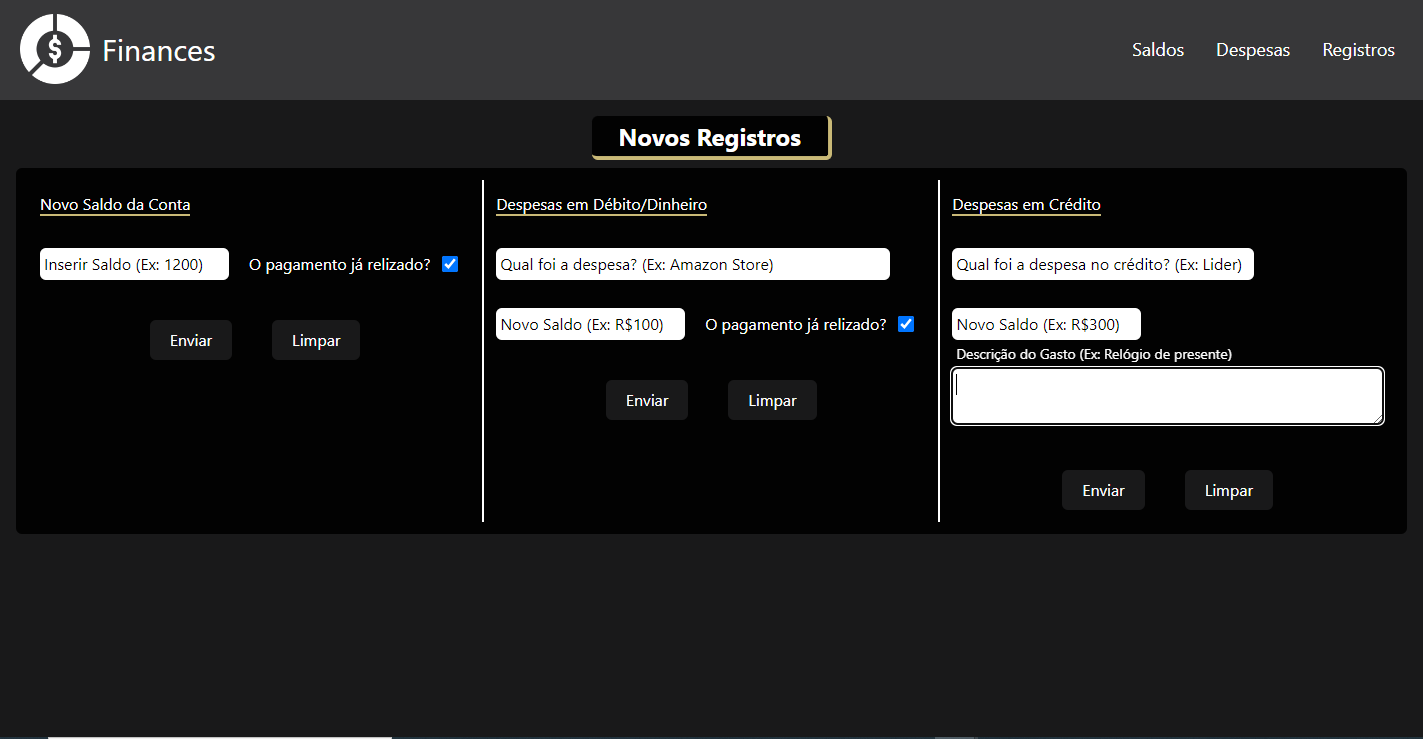 $
Finances
Saldos
Despesas
Registros
Novos Registros
Novo Saldo da Conta
Inserir Saldo (Ex: 1200)
O pagamento já relizado?
Enviar
Limpar
Despesas em Débito/Dinheiro
Qual foi a despesa? (Ex: Amazon Store)
Novo Saldo (Ex: R$100)
O pagamento já relizado?
Enviar
Limpar
Despesas em Crédito
Qual foi a despesa no crédito? (Ex: Lider)
Novo Saldo (Ex: R$300)
Descrição do Gasto (Ex: Relógio de presente)
Enviar
Limpar